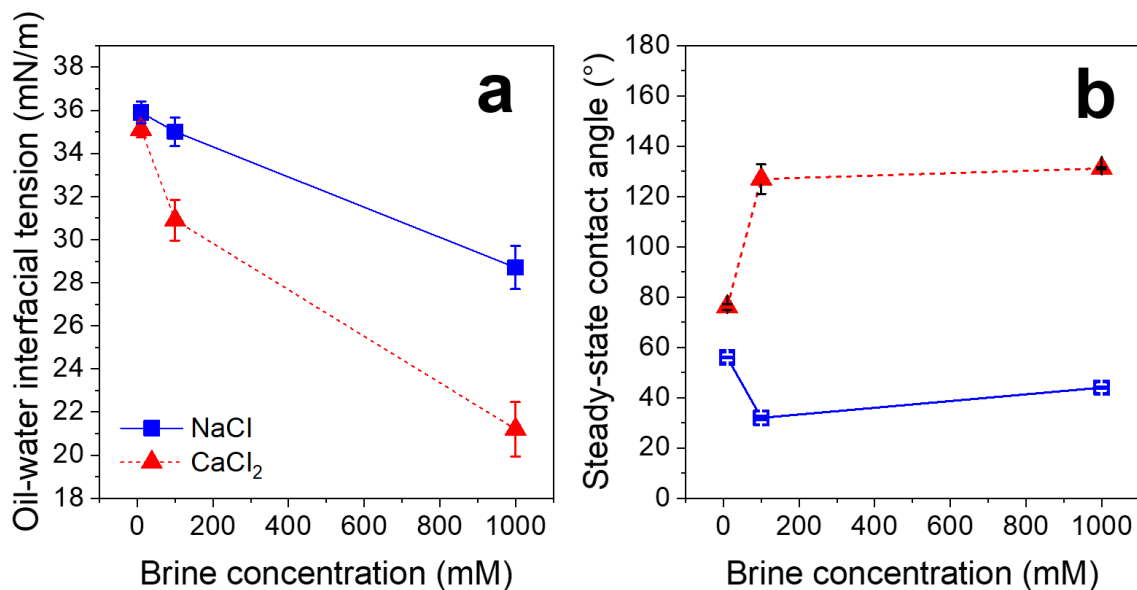 a
Oil-water interfacial tension (mN/m)
38
36
34
32
30
28
26
24
22
20
18
NaCl
CaCl₂
0 200 400 600 800 1000
Brine concentration (mM)
b
Steady-state contact angle (°)
180
160
140
120
100
80
60
40
20
0
0 200 400 600 800 1000
Brine concentration (mM)